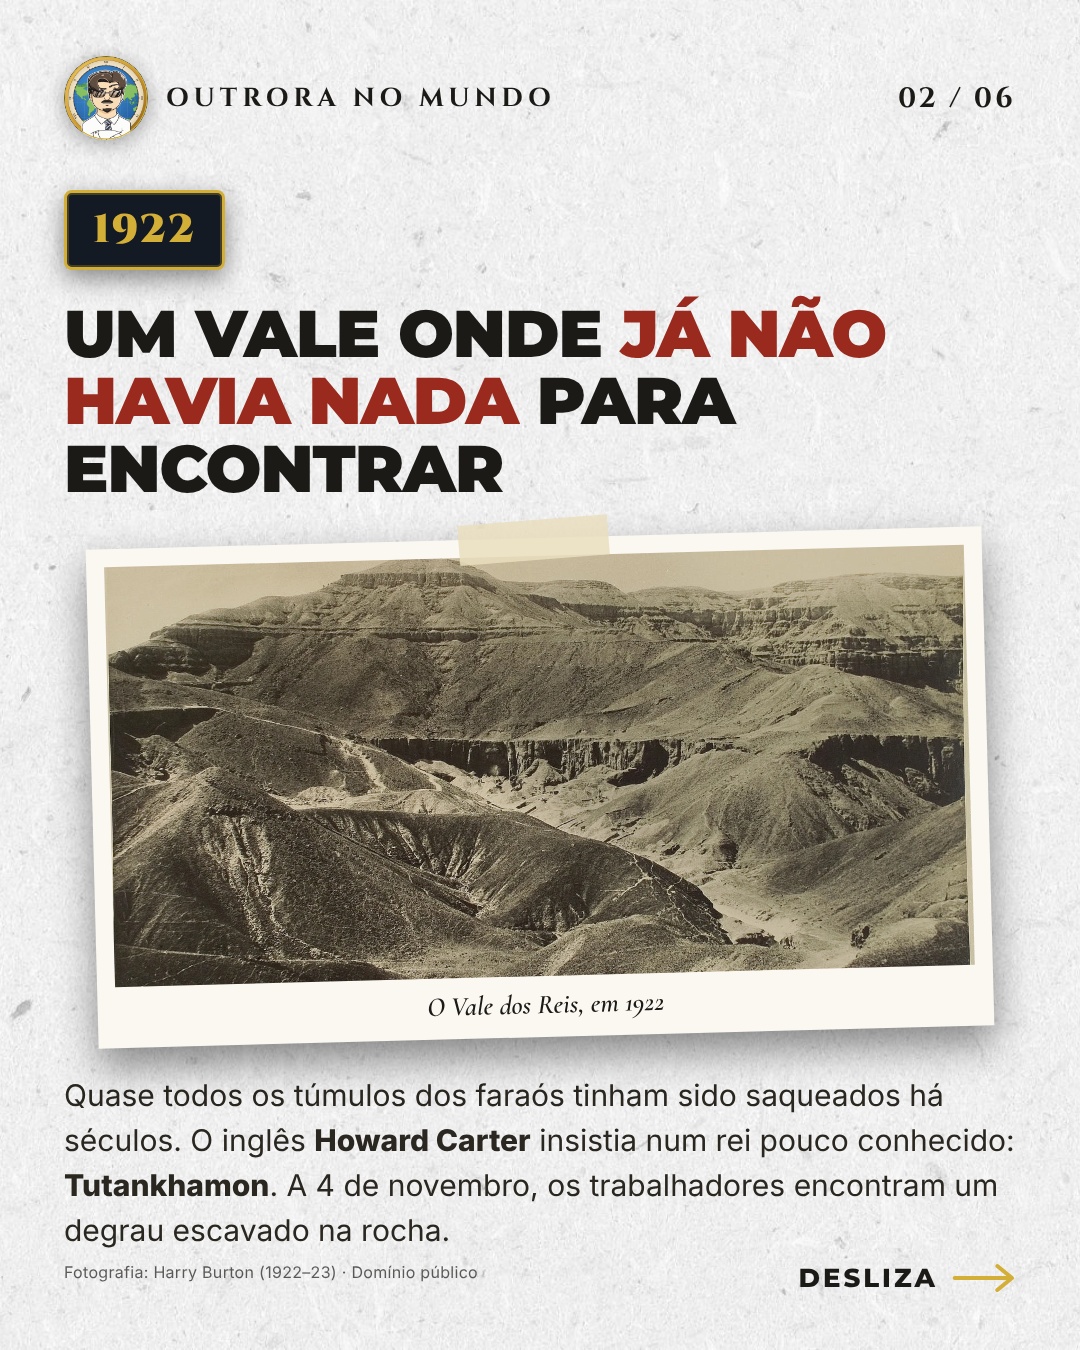 OUTRORA NO MUNDO
02 / 06
1922
UM VALE ONDE JÁ NÃO
HAVIA NADA PARA
ENCONTRAR
O Vale dos Reis, em 1922
Quase todos os túmulos dos faraós tinham sido saqueados há
séculos. O inglês Howard Carter insistia num rei pouco conhecido:
Tutankhamon. A 4 de novembro, os trabalhadores encontram um
degrau escavado na rocha.
Fotografia: Harry Burton (1922–23) · Domínio público
DESLIZA